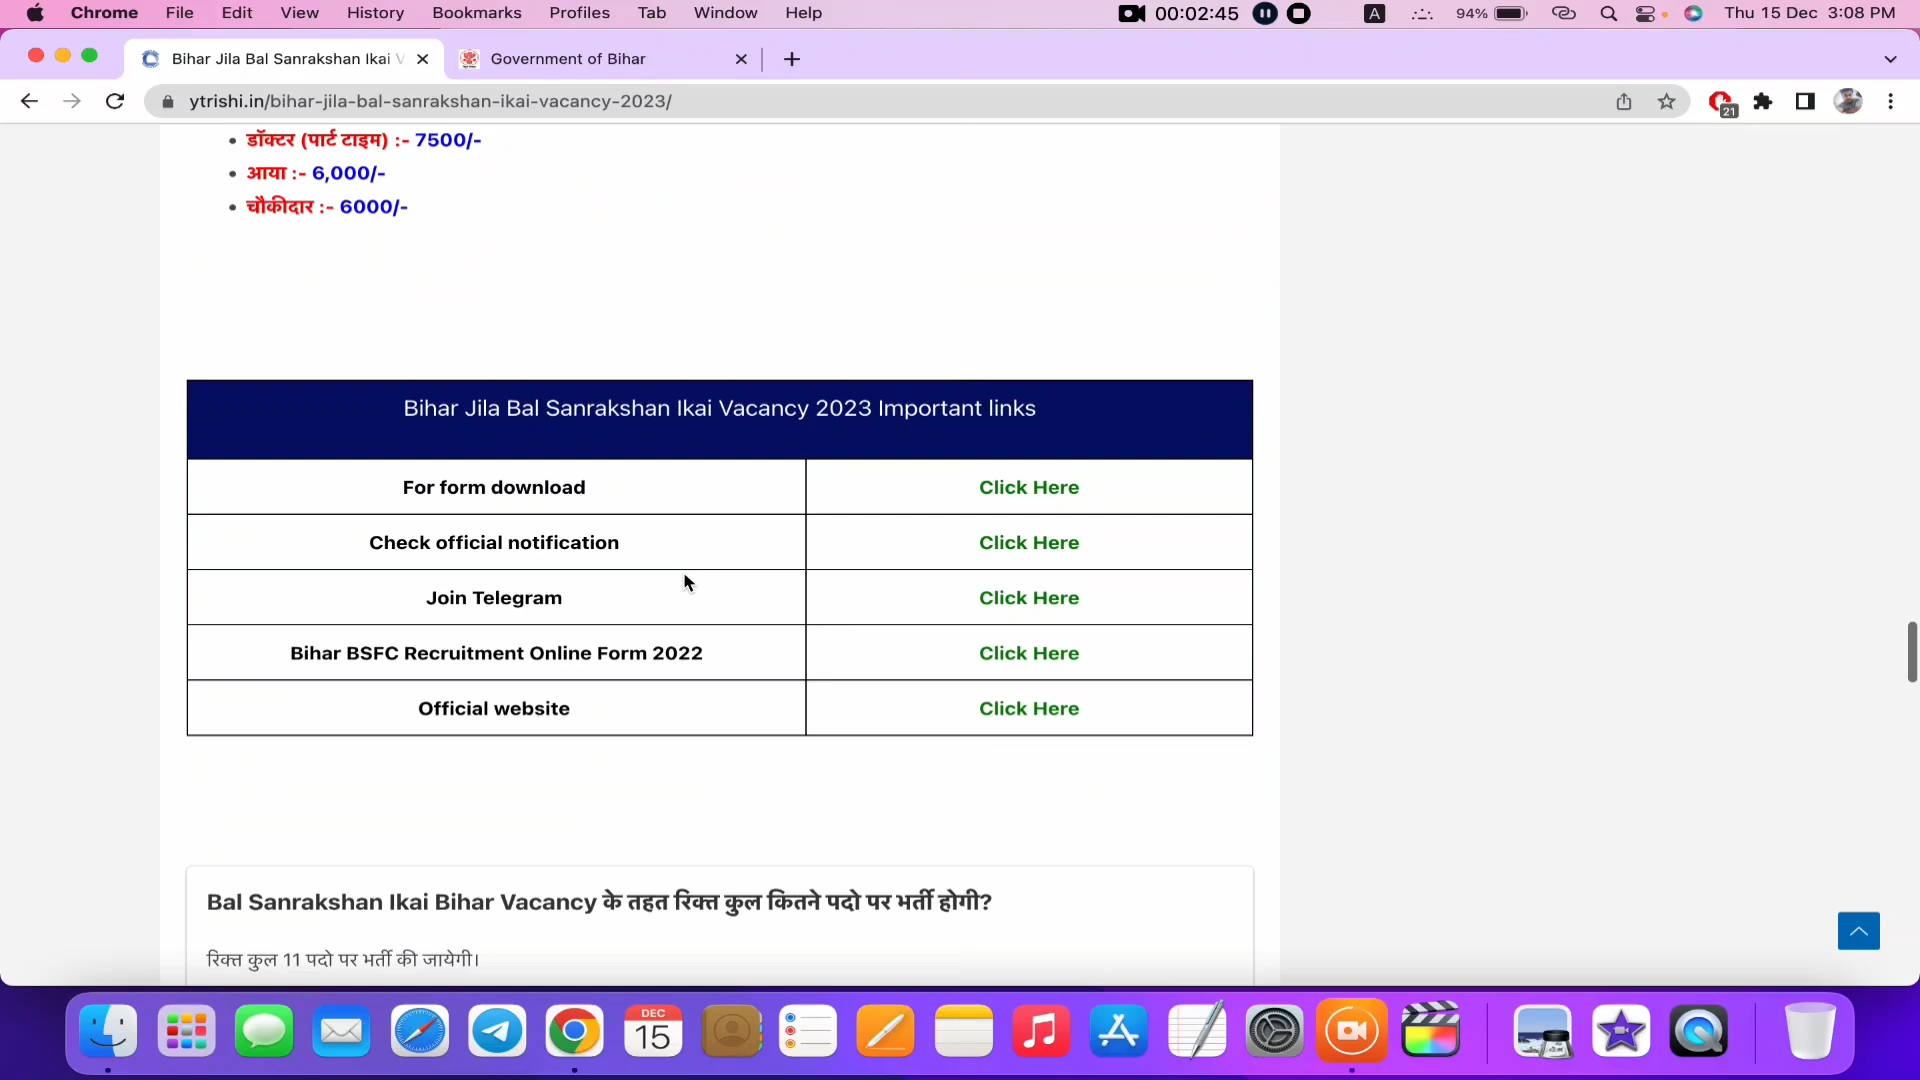 Chrome File Edit View History Bookmarks Profiles Tab Window Help 00:02:45 A 94% Thu 15 Dec 3:08 PM
Bihar Jila Bal Sanrakshan Ikai V Government of Bihar
ytrishi.in/bihar-jila-bal-sanrakshan-ikai-vacancy-2023/ 21
डॉक्टर (पार्ट टाइम) :- 7500/-
आया :- 6,000/-
चौकीदार :- 6000/-
Bihar Jila Bal Sanrakshan Ikai Vacancy 2023 Important links
For form download Click Here
Check official notification Click Here
Join Telegram Click Here
Bihar BSFC Recruitment Online Form 2022 Click Here
Official website Click Here
Bal Sanrakshan Ikai Bihar Vacancy के तहत रिक्त कुल कितने पदो पर भर्ती होगी?
रिक्त कुल 11 पदो पर भर्ती की जायेगी।
DEC
15